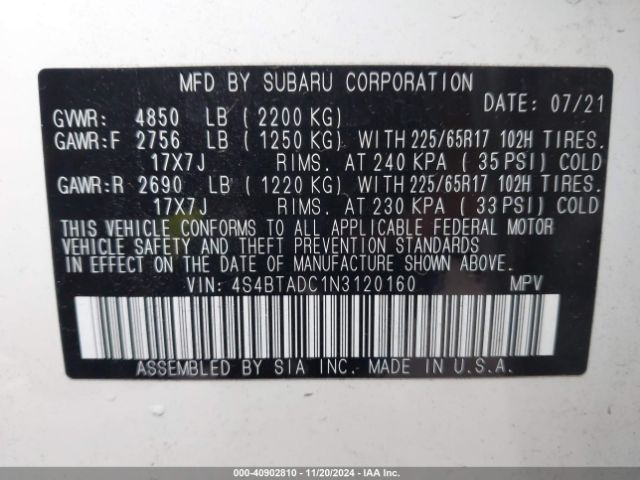 MFD BY SUBARU CORPORATION
DATE: 07/21
GVWR: 4850 LB (2200 KG)
GAWR:F 2756 LB (1250 KG) WITH 225/65R17 102H TIRES.
17X7J RIMS. AT 240 KPA (35 PSI) COLD
GAWR:R 2690 LB (1220 KG) WITH 225/65R17 102H TIRES.
17X7J RIMS. AT 230 KPA (33 PSI) COLD
THIS VEHICLE CONFORMS TO ALL APPLICABLE FEDERAL MOTOR
VEHICLE SAFETY AND THEFT PREVENTION STANDARDS
IN EFFECT ON THE DATE OF MANUFACTURE SHOWN ABOVE.
VIN: 4S4BTADC1N3120160 MPV
ASSEMBLED BY SIA INC. MADE IN U.S.A.
000-40902810 - 11/20/2024 - IAAI.COM